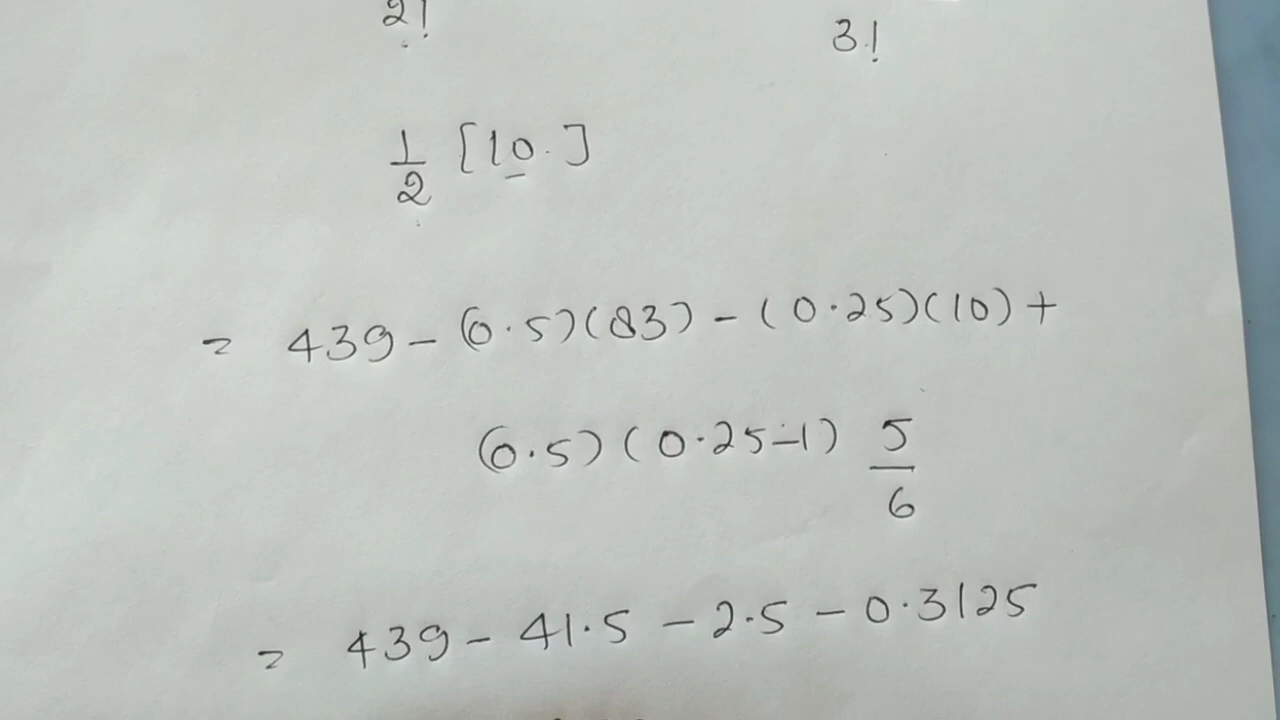 2! 3!
1/2 [10.]
= 439 - (0.5)(83) - (0.25)(10) +
(0.5)(0.25-1) 5/6
= 439 - 41.5 - 2.5 - 0.3125